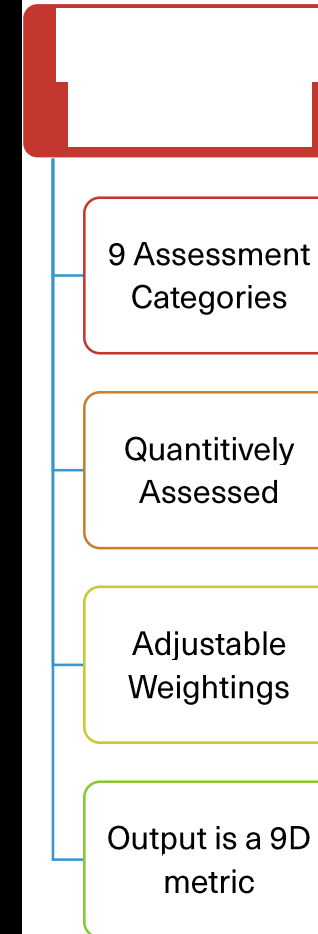 9 Assessment
Categories
Quantitively
Assessed
Adjustable
Weightings
Output is a 9D
metric